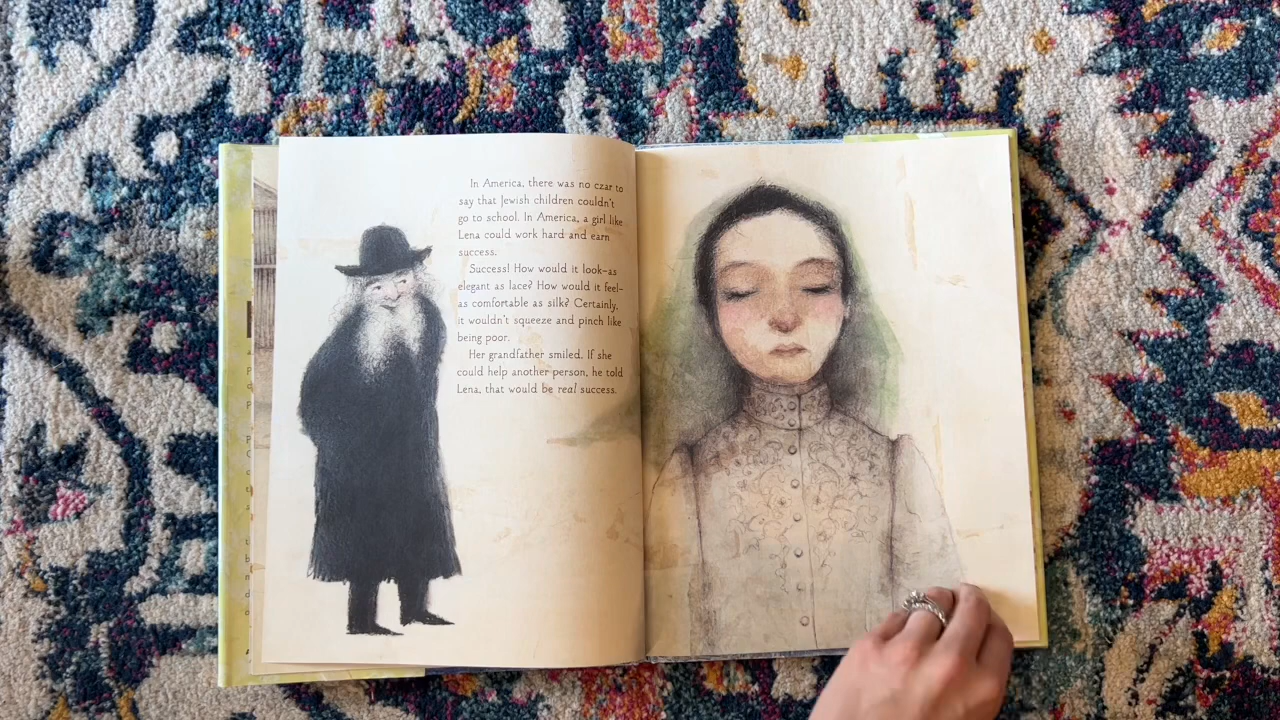 In America, there was no czar to
say that Jewish children couldn't
go to school. In America, a girl like
Lena could work hard and earn
success.
Success! How would it look–as
elegant as lace? How would it feel–
as comfortable as silk? Certainly,
it wouldn't squeeze and pinch like
being poor.
Her grandfather smiled. If she
could help another person, he told
Lena, that would be real success.